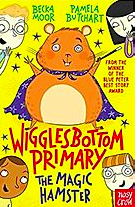 BECKA MOOR
PAMELA BUTCHART
FROM THE
WINNER OF
THE
BLUE PETER
BEST STORY
AWARD
WIGGLESBOTTOM
PRIMARY
THE MAGIC
HAMSTER
nosy
crow